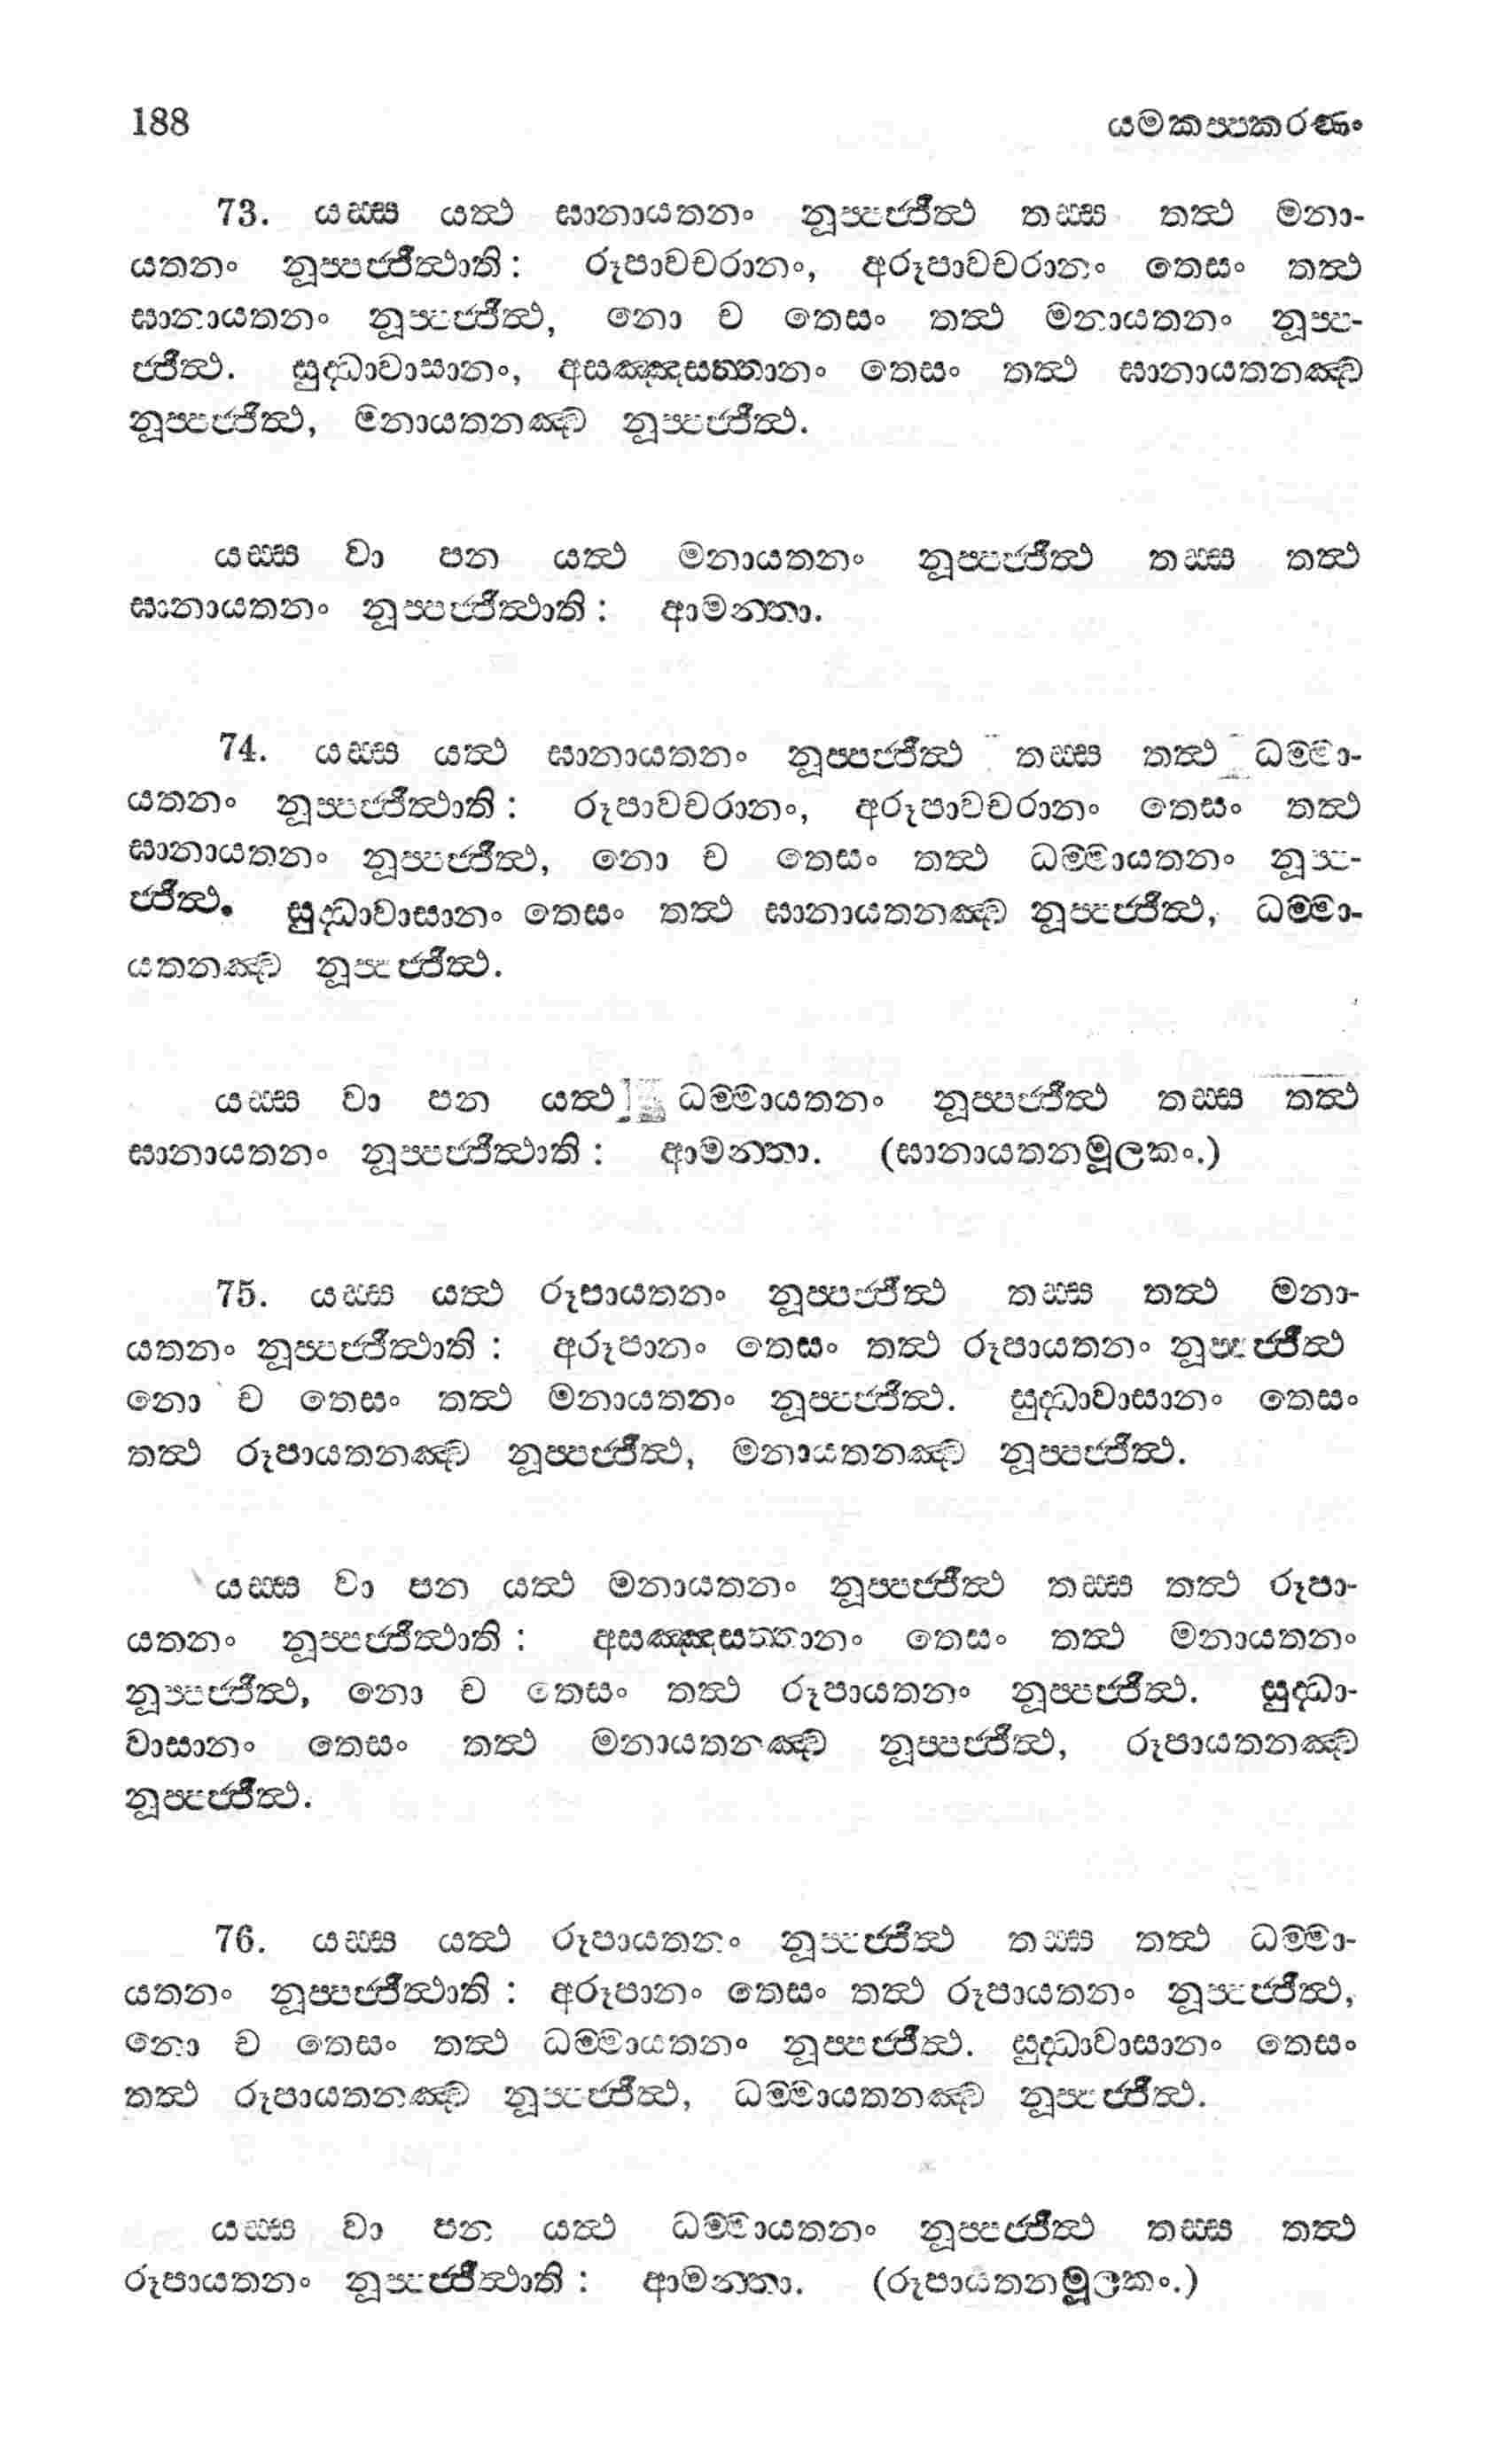 188 යමකප්පකරණං
73. යස්ස යත්ථ ඝානායතනං නූප්පජ්ජිත්ථ තස්ස තත්ථ මනා-
යතනං නූප්පජ්ජිත්ථාති : රූපාවචරානං, අරූපාවචරානං තෙසං තත්ථ
ඝානායතනං නූප්පජ්ජිත්ථ, නො ච තෙසං තත්ථ මනායතනං නූප්ප-
ජ්ජිත්ථ. සුද්ධාවාසානං, අසඤ්ඤසත්තානං තෙසං තත්ථ ඝානායතනඤ්ච
නූප්පජ්ජිත්ථ, මනායතනඤ්ච නූප්පජ්ජිත්ථ.
යස්ස වා පන යත්ථ මනායතනං නූප්පජ්ජිත්ථ තස්ස තත්ථ
ඝානායතනං නූප්පජ්ජිත්ථාති : ආමන්තා.
74. යස්ස යත්ථ ඝානායතනං නූප්පජ්ජිත්ථ තස්ස තත්ථ ධම්මා-
යතනං නූප්පජ්ජිත්ථාති : රූපාවචරානං, අරූපාවචරානං තෙසං තත්ථ
ඝානායතනං නූප්පජ්ජිත්ථ, නො ච තෙසං තත්ථ ධම්මායතනං නූප්ප-
ජ්ජිත්ථ. සුද්ධාවාසානං තෙසං තත්ථ ඝානායතනඤ්ච නූප්පජ්ජිත්ථ, ධම්මා-
යතනඤ්ච නූප්පජ්ජිත්ථ.
යස්ස වා පන යත්ථ ධම්මායතනං නූප්පජ්ජිත්ථ තස්ස තත්ථ
ඝානායතනං නූප්පජ්ජිත්ථාති : ආමන්තා. (ඝානායතනමූලකං.)
75. යස්ස යත්ථ රූපායතනං නූප්පජ්ජිත්ථ තස්ස තත්ථ මනා-
යතනං නූප්පජ්ජිත්ථාති : අරූපානං තෙසං තත්ථ රූපායතනං නූප්පජ්ජිත්ථ
නො ච තෙසං තත්ථ මනායතනං නූප්පජ්ජිත්ථ. සුද්ධාවාසානං තෙසං
තත්ථ රූපායතනඤ්ච නූප්පජ්ජිත්ථ, මනායතනඤ්ච නූප්පජ්ජිත්ථ.
යස්ස වා පන යත්ථ මනායතනං නූප්පජ්ජිත්ථ තස්ස තත්ථ රූපා-
යතනං නූප්පජ්ජිත්ථාති : අසඤ්ඤසත්තානං තෙසං තත්ථ මනායතනං
නූප්පජ්ජිත්ථ, නො ච තෙසං තත්ථ රූපායතනං නූප්පජ්ජිත්ථ. සුද්ධා-
වාසානං තෙසං තත්ථ මනායතනඤ්ච නූප්පජ්ජිත්ථ, රූපායතනඤ්ච
නූප්පජ්ජිත්ථ.
76. යස්ස යත්ථ රූපායතනං නූප්පජ්ජිත්ථ තස්ස තත්ථ ධම්මා-
යතනං නූප්පජ්ජිත්ථාති : අරූපානං තෙසං තත්ථ රූපායතනං නූප්පජ්ජිත්ථ,
නො ච තෙසං තත්ථ ධම්මායතනං නූප්පජ්ජිත්ථ. සුද්ධාවාසානං තෙසං
තත්ථ රූපායතනඤ්ච නූප්පජ්ජිත්ථ, ධම්මායතනඤ්ච නූප්පජ්ජිත්ථ.
යස්ස වා පන යත්ථ ධම්මායතනං නූප්පජ්ජිත්ථ තස්ස තත්ථ
රූපායතනං නූප්පජ්ජිත්ථාති : ආමන්තා. (රූපායතනමූලකං.)